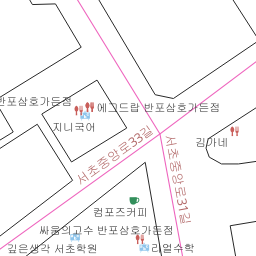 반포삼호가든점
에그드랍 반포삼호가든점
지니국어
김가네
서초중앙로33길
서초중앙로31길
컴포즈커피
싸움의고수 반포삼호가든점
깊은생각 서초학원
리얼수학